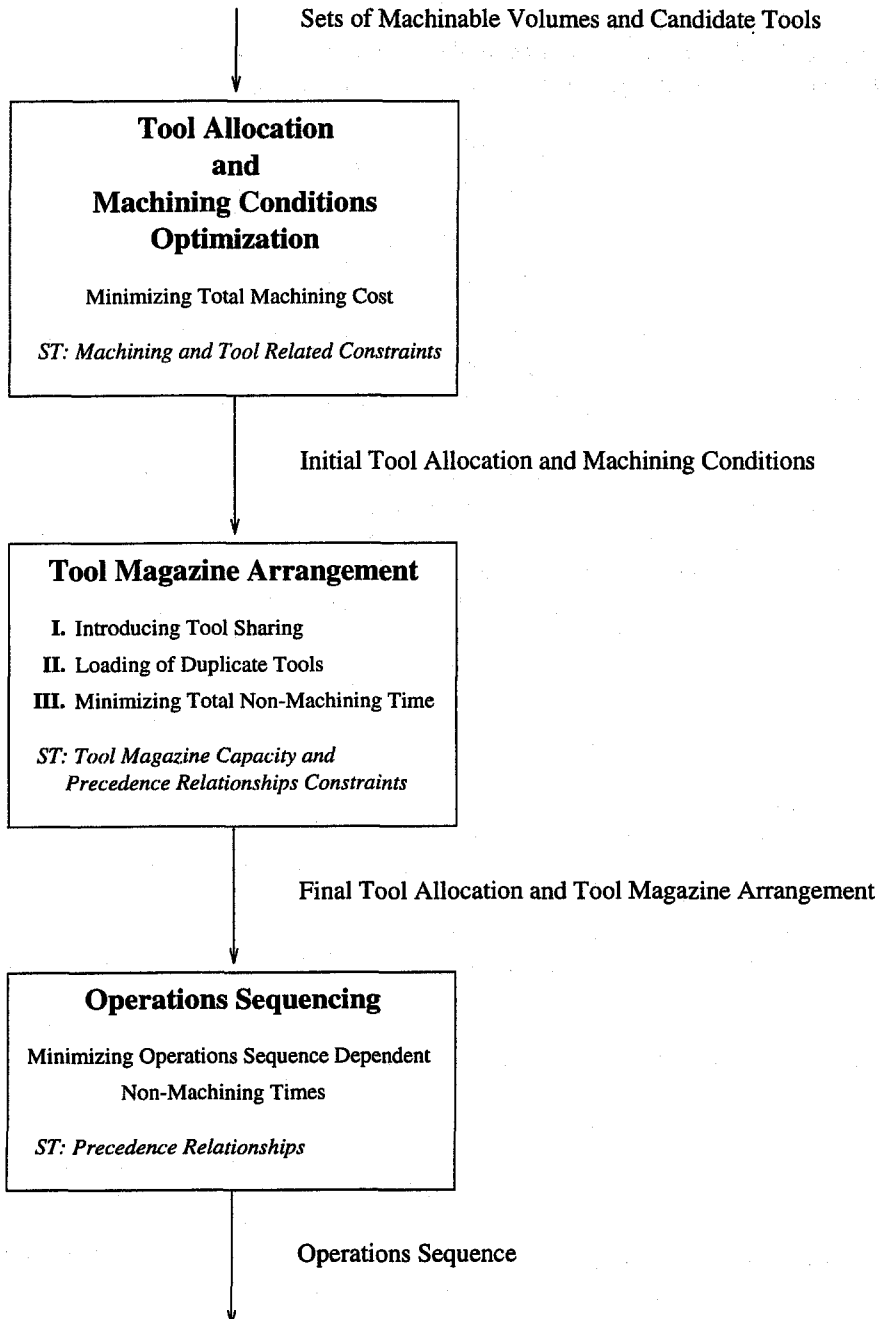 Sets of Machinable Volumes and Candidate Tools
Tool Allocation
and
Machining Conditions
Optimization
Minimizing Total Machining Cost
ST: Machining and Tool Related Constraints
Initial Tool Allocation and Machining Conditions
Tool Magazine Arrangement
I. Introducing Tool Sharing
II. Loading of Duplicate Tools
III. Minimizing Total Non-Machining Time
ST: Tool Magazine Capacity and
Precedence Relationships Constraints
Final Tool Allocation and Tool Magazine Arrangement
Operations Sequencing
Minimizing Operations Sequence Dependent
Non-Machining Times
ST: Precedence Relationships
Operations Sequence